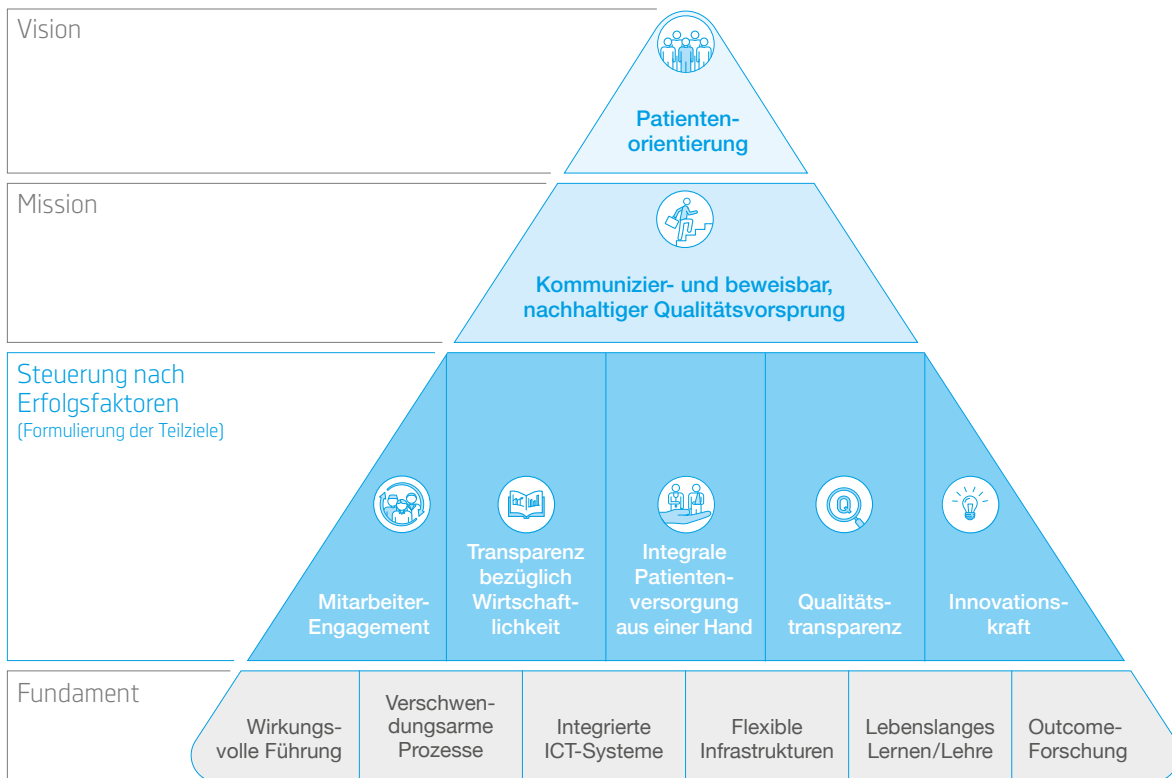 Vision
Patienten-
orientierung
Mission
Kommunizier- und beweisbar,
nachhaltiger Qualitätsvorsprung
Steuerung nach
Erfolgsfaktoren
(Formulierung der Teilziele)
Mitarbeiter-
Engagement
Transparenz
bezüglich
Wirtschaft-
lichkeit
Integrale
Patienten-
versorgung
aus einer Hand
Q
Qualitäts-
transparenz
Innovations-
kraft
Fundament
Wirkungs-
volle Führung
Verschwen-
dungsarme
Prozesse
Integrierte
ICT-Systeme
Flexible
Infrastrukturen
Lebenslanges
Lernen/Lehre
Outcome-
Forschung